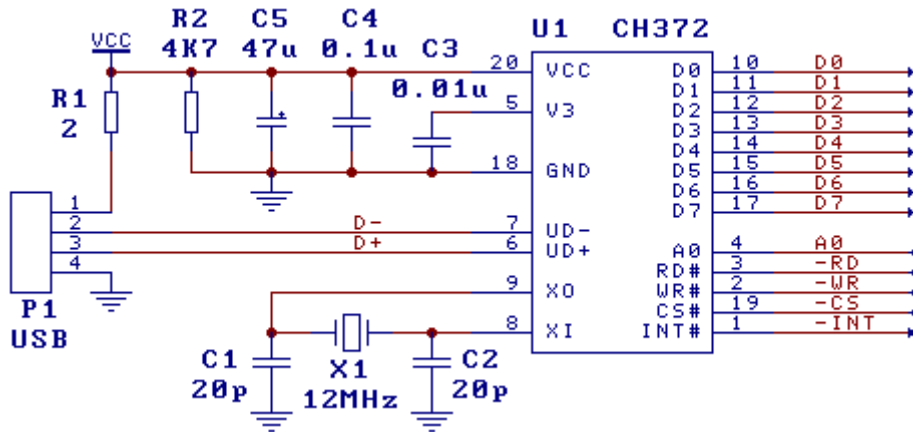 VCC
R1
2
R2
4K7
C5
47u
C4
0.1u
C3
0.01u
U1 CH372
20 VCC
5 V3
18 GND
7 UD-
6 UD+
9 XO
8 XI
D0 10 D0
D1 11 D1
D2 12 D2
D3 13 D3
D4 14 D4
D5 15 D5
D6 16 D6
D7 17 D7
A0 4 A0
RD# 3 -RD
WR# 2 -WR
CS# 19 -CS
INT# 1 -INT
1
2
3
4
D-
D+
P1
USB
C1
20p
X1
12MHz
C2
20p